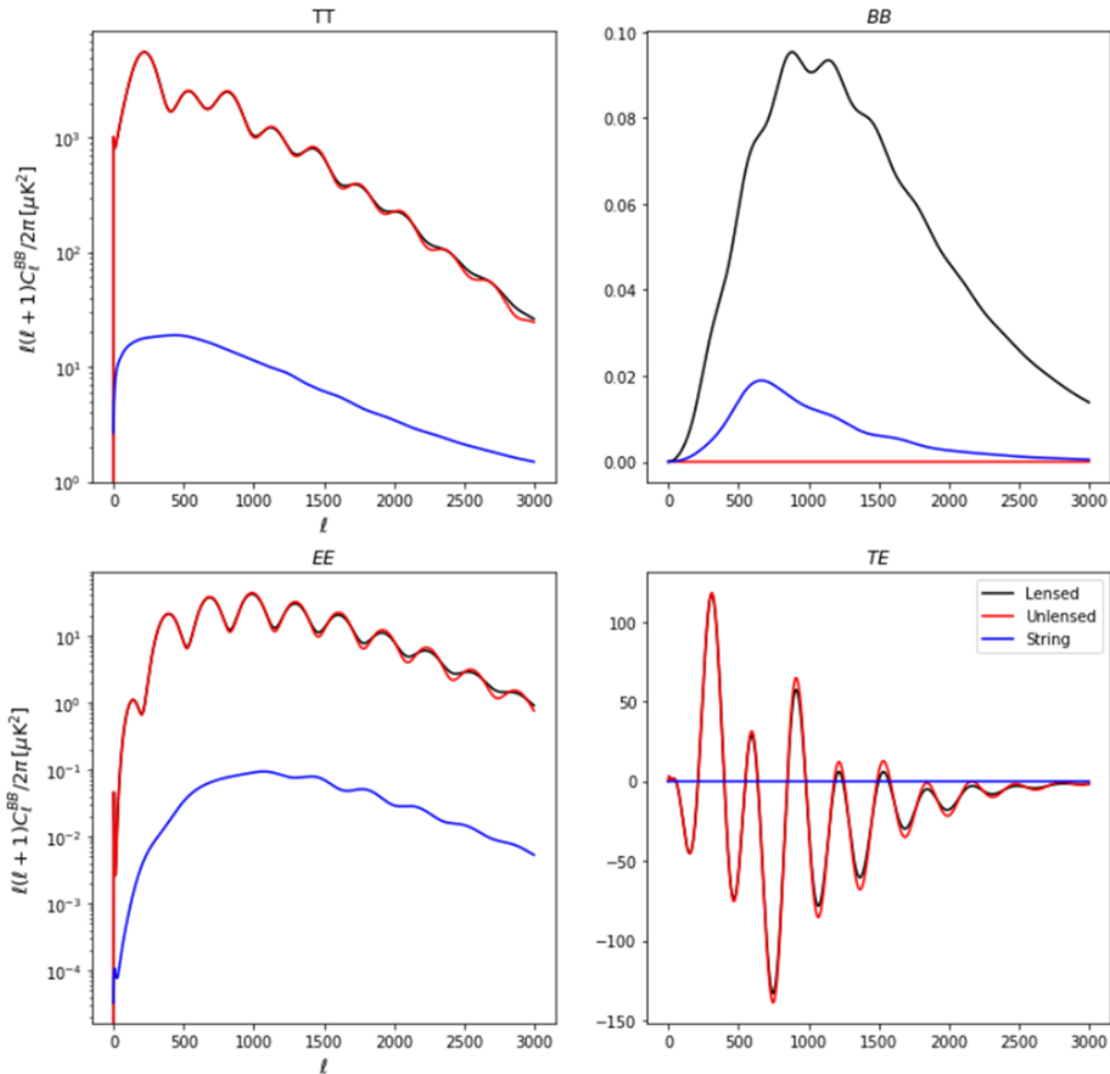 TT
BB
ℓ(ℓ + 1)C_ℓ^{BB}/2π [μK²]
10³
10²
10¹
10⁰
0 500 1000 1500 2000 2500 3000
ℓ
0.10
0.08
0.06
0.04
0.02
0.00
0 500 1000 1500 2000 2500 3000
EE
TE
ℓ(ℓ + 1)C_ℓ^{BB}/2π [μK²]
10¹
10⁰
10⁻¹
10⁻²
10⁻³
10⁻⁴
0 500 1000 1500 2000 2500 3000
ℓ
Lensed
Unlensed
String
100
50
0
−50
−100
−150
0 500 1000 1500 2000 2500 3000